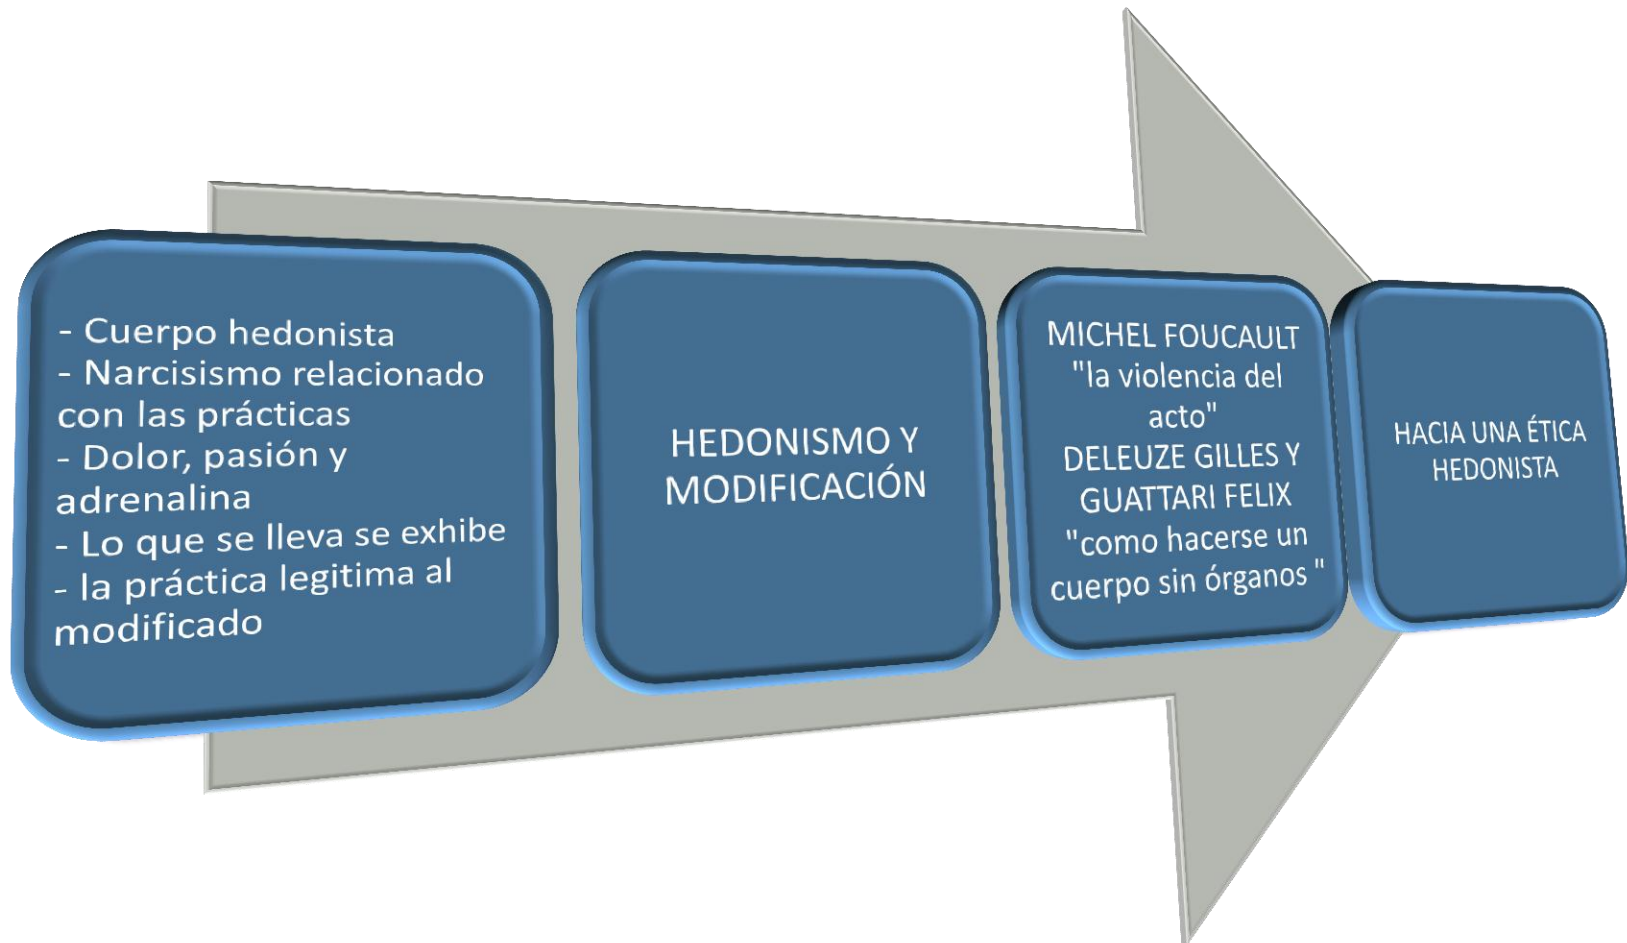 - Cuerpo hedonista
- Narcisismo relacionado
con las prácticas
- Dolor, pasión y
adrenalina
- Lo que se lleva se exhibe
- la práctica legitima al
modificado
HEDONISMO Y
MODIFICACIÓN
MICHEL FOUCAULT
"la violencia del
acto"
DELEUZE GILLES Y
GUATTARI FELIX
"como hacerse un
cuerpo sin órganos "
HACIA UNA ÉTICA
HEDONISTA